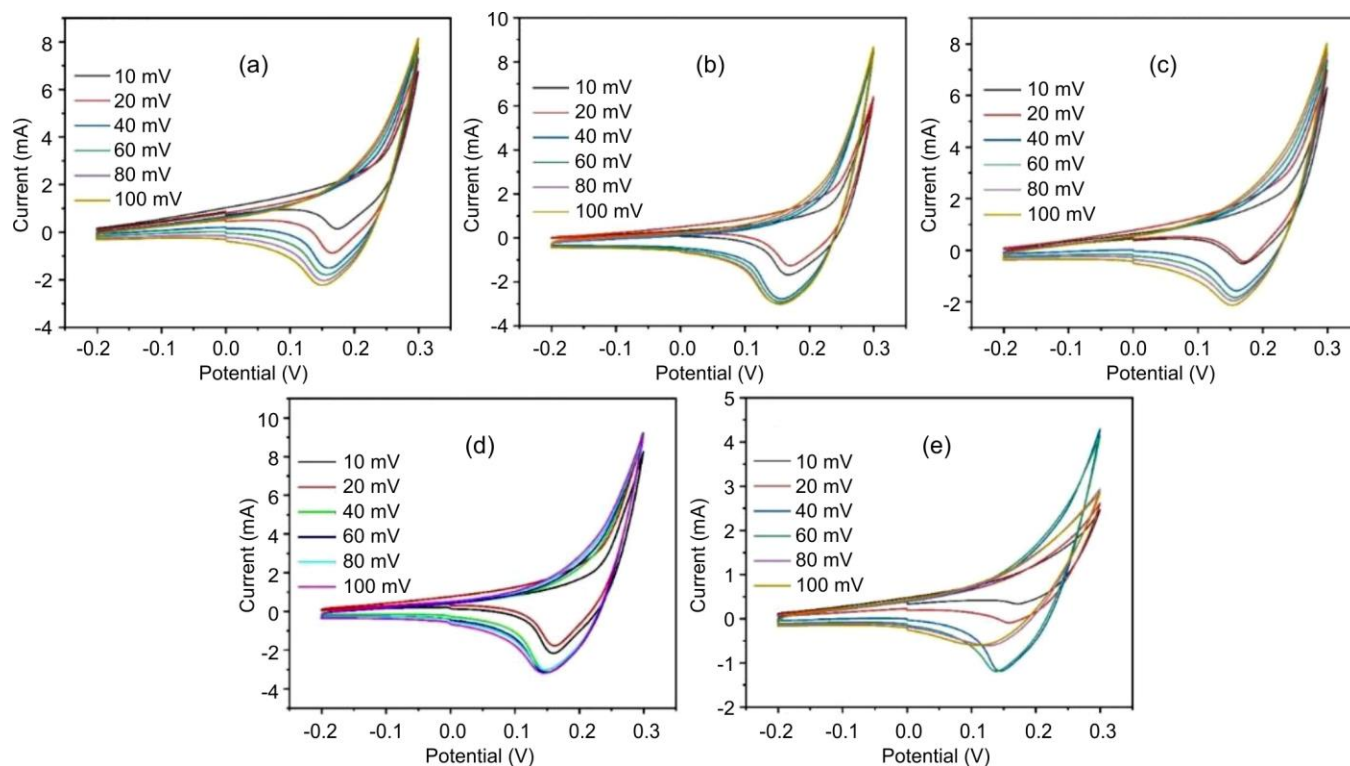 (a)
8
6
4
2
0
-2
-4
Current (mA)
10 mV
20 mV
40 mV
60 mV
80 mV
100 mV
-0.2 -0.1 0.0 0.1 0.2 0.3
Potential (V)
(b)
10
8
6
4
2
0
-2
-4
Current (mA)
10 mV
20 mV
40 mV
60 mV
80 mV
100 mV
-0.2 -0.1 0.0 0.1 0.2 0.3
Potential (V)
(c)
8
6
4
2
0
-2
Current (mA)
10 mV
20 mV
40 mV
60 mV
80 mV
100 mV
-0.2 -0.1 0.0 0.1 0.2 0.3
Potential (V)
(d)
10
8
6
4
2
0
-2
-4
Current (mA)
10 mV
20 mV
40 mV
60 mV
80 mV
100 mV
-0.2 -0.1 0.0 0.1 0.2 0.3
Potential (V)
(e)
5
4
3
2
1
0
-1
-2
Current (mA)
10 mV
20 mV
40 mV
60 mV
80 mV
100 mV
-0.2 -0.1 0.0 0.1 0.2 0.3
Potential (V)